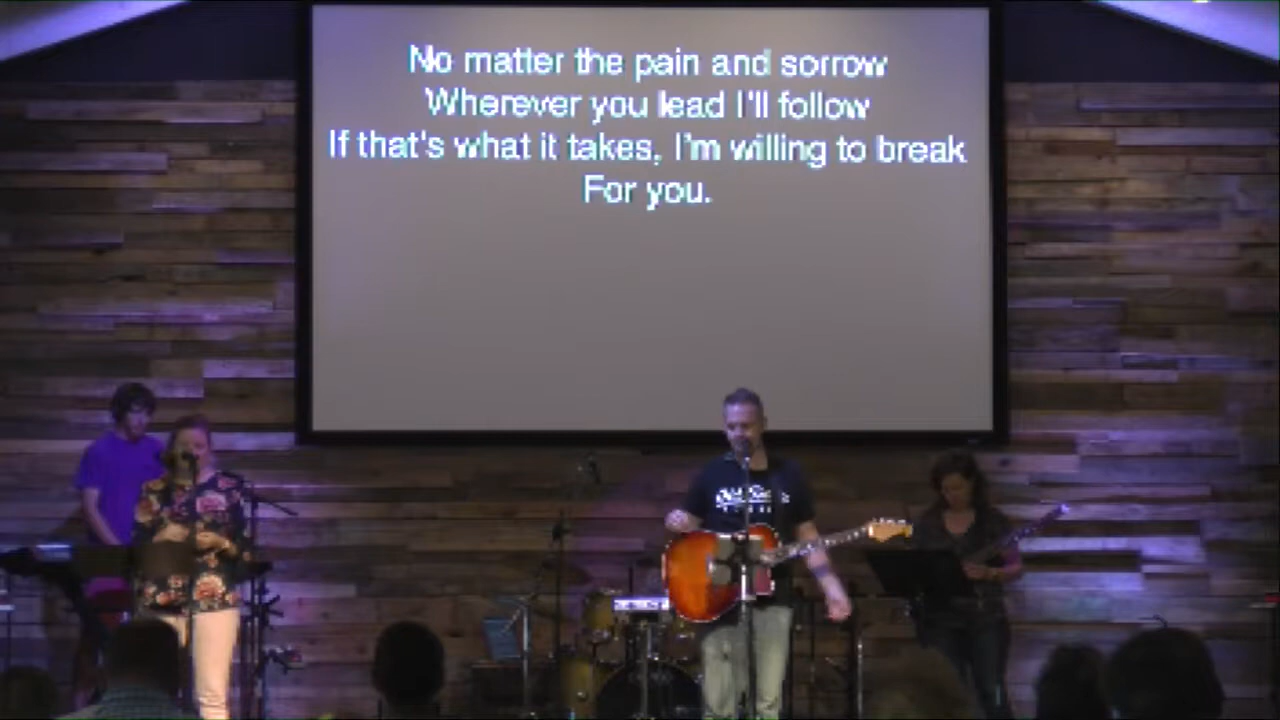 No matter the pain and sorrow
Wherever you lead I'll follow
If that's what it takes, I'm willing to break
For you.